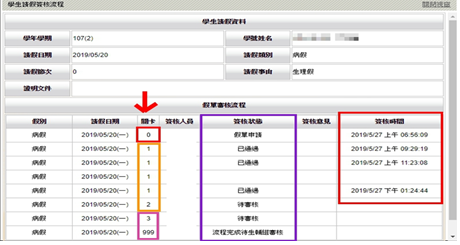 學生請假簽核流程 關閉視窗
學生請假資料
學年學期 107(2) 學號姓名
請假日期 2019/05/20 請假類別 病假
請假節次 0 請假事由 生理假
證明文件
假單審核流程
假別 請假日期 關卡 簽核人員 簽核狀態 簽核意見 簽核時間
病假 2019/05/20(一) 0 假單申請 2019/5/27 上午 06:56:09
病假 2019/05/20(一) 1 已通過 2019/5/27 上午 09:29:19
病假 2019/05/20(一) 1 已通過 2019/5/27 上午 11:23:08
病假 2019/05/20(一) 1
病假 2019/05/20(一) 1 已通過 2019/5/27 下午 01:24:44
病假 2019/05/20(一) 2 待審核
病假 2019/05/20(一) 3 待審核
病假 2019/05/20(一) 999 流程完成待生輔組審核